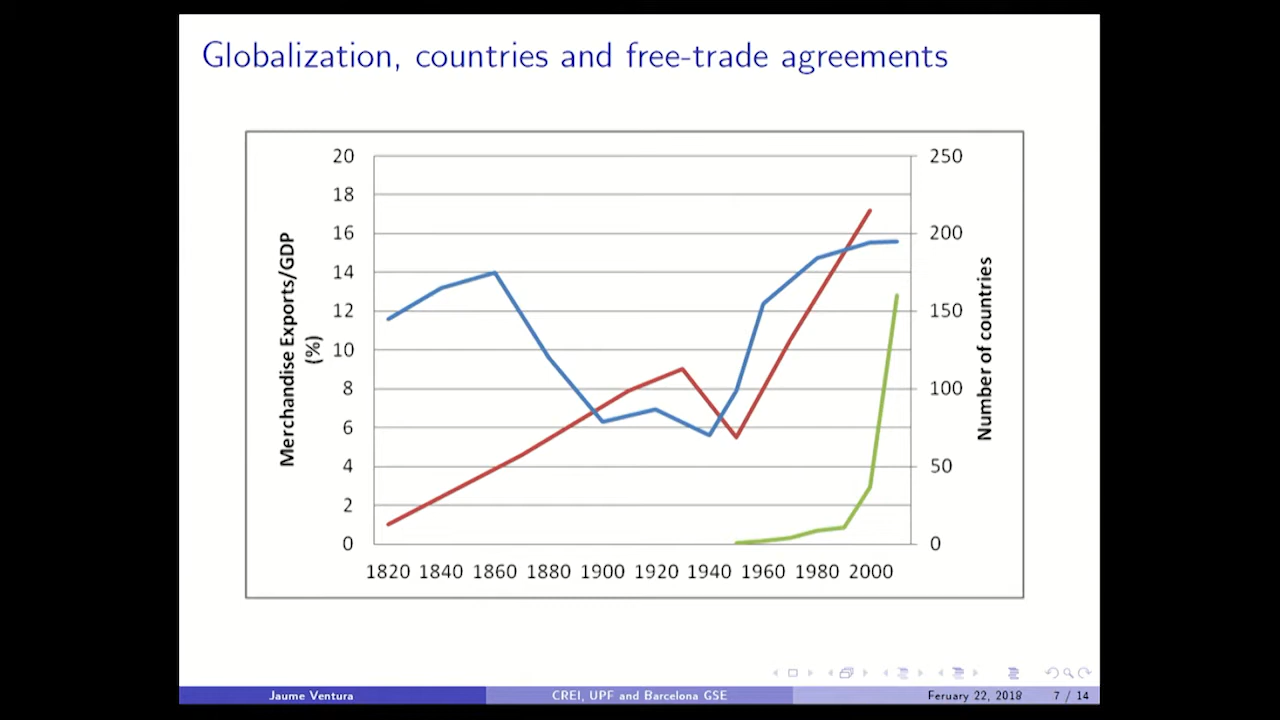 Globalization, countries and free-trade agreements
20
18
16
14
12
10
8
6
4
2
0
Merchandise Exports/GDP
(%)
250
200
150
100
50
0
Number of countries
1820 1840 1860 1880 1900 1920 1940 1960 1980 2000
Jaume Ventura
CREI, UPF and Barcelona GSE
Feruary 22, 2018
7 / 14